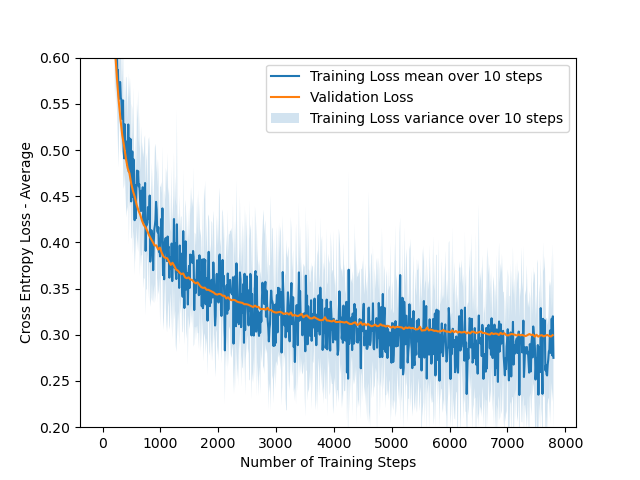 0.60
0.55
0.50
0.45
0.40
0.35
0.30
0.25
0.20
Cross Entropy Loss - Average
Training Loss mean over 10 steps
Validation Loss
Training Loss variance over 10 steps
0 1000 2000 3000 4000 5000 6000 7000 8000
Number of Training Steps